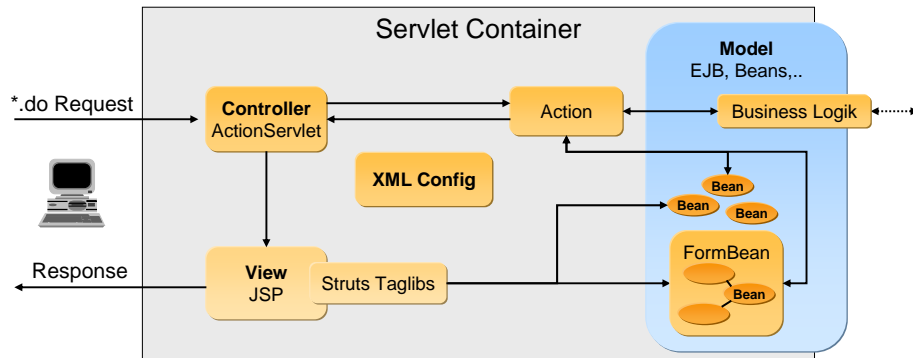 Servlet Container
Model
EJB, Beans,..
*.do Request
Controller
ActionServlet
Action
Business Logik
XML Config
Bean
Bean
Bean
FormBean
Bean
Response
View
JSP
Struts Taglibs